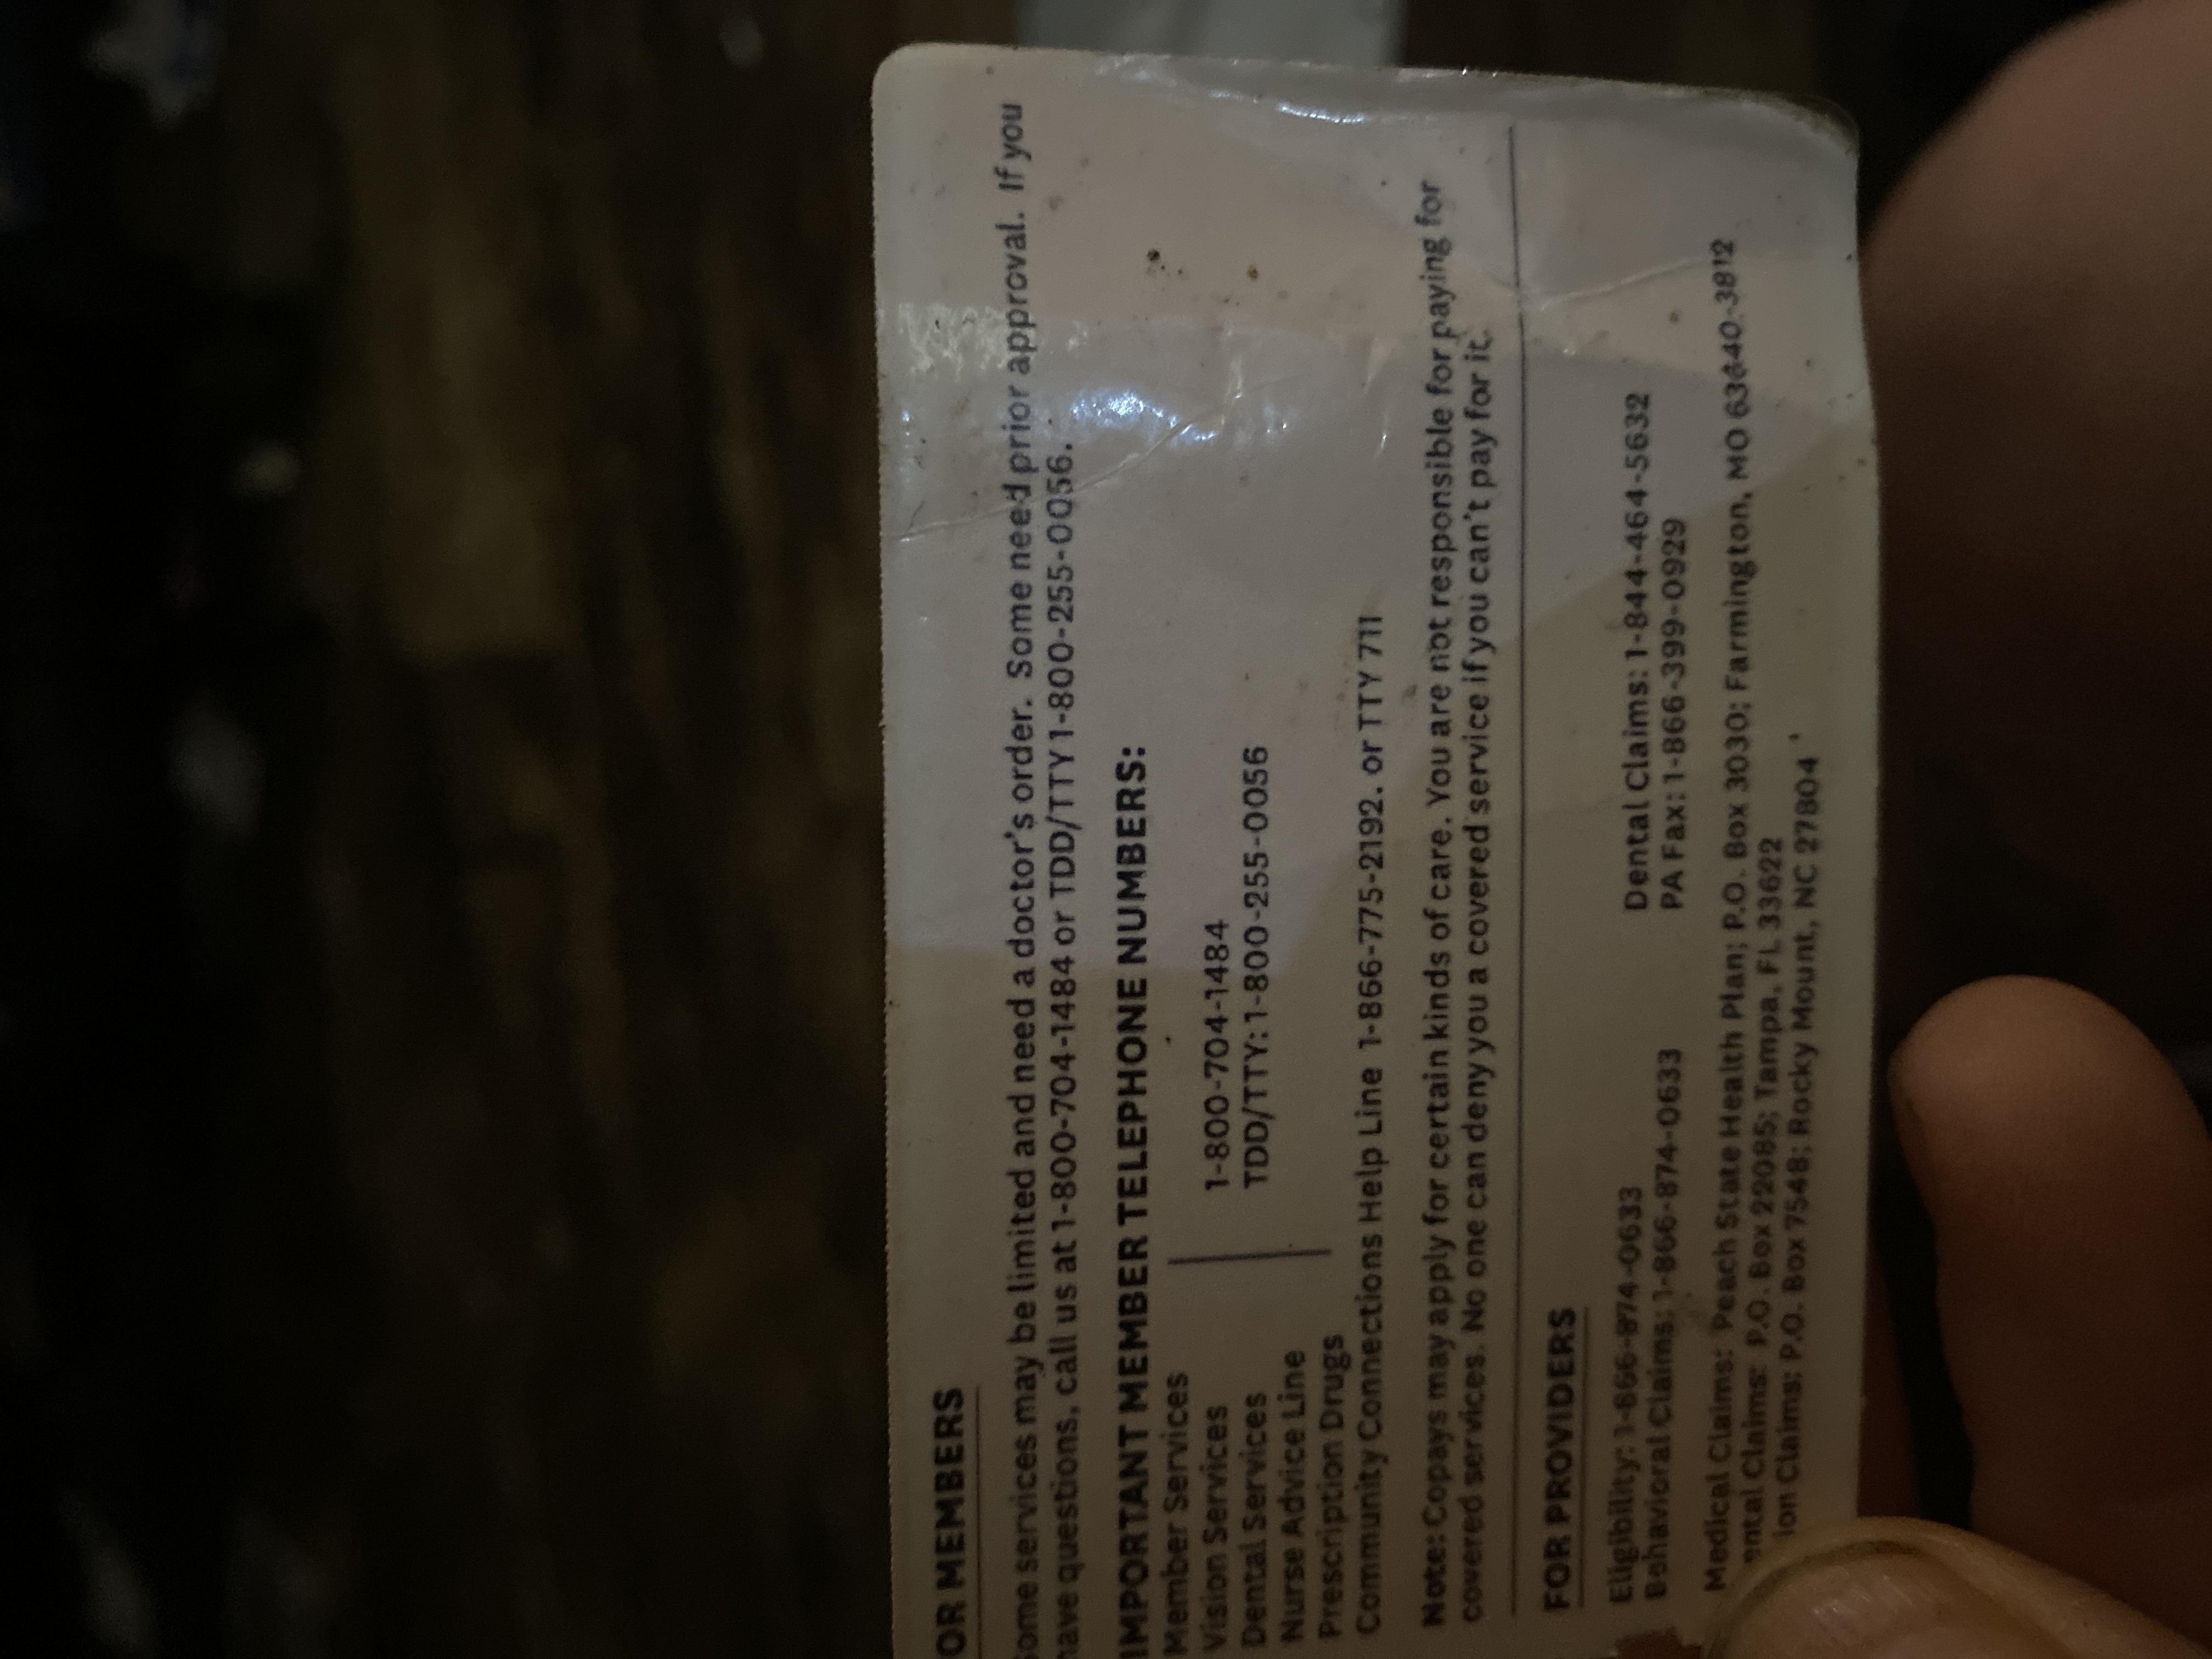 OR MEMBERS
ome services may be limited and need a doctor's order. Some need prior approval. If you
have questions, call us at 1-800-704-1484 or TDD/TTY 1-800-255-0056.
IMPORTANT MEMBER TELEPHONE NUMBERS:
Member Services
Vision Services 1-800-704-1484
Dental Services TDD/TTY: 1-800-255-0056
Nurse Advice Line
Prescription Drugs
Community Connections Help Line 1-866-775-2192. or TTY 711
Note: Copays may apply for certain kinds of care. You are not responsible for paying for
covered services. No one can deny you a covered service if you can't pay for it.
FOR PROVIDERS
Eligibility: 1-866-874-0633 Dental Claims: 1-844-464-5632
Behavioral Claims: 1-866-874-0633 PA Fax: 1-866-399-0929
Medical Claims: Peach State Health Plan; P.O. Box 3030; Farmington, MO 63640-3812
ental Claims: P.O. Box 22085; Tampa, FL 33622
ion Claims: P.O. Box 7548; Rocky Mount, NC 27804